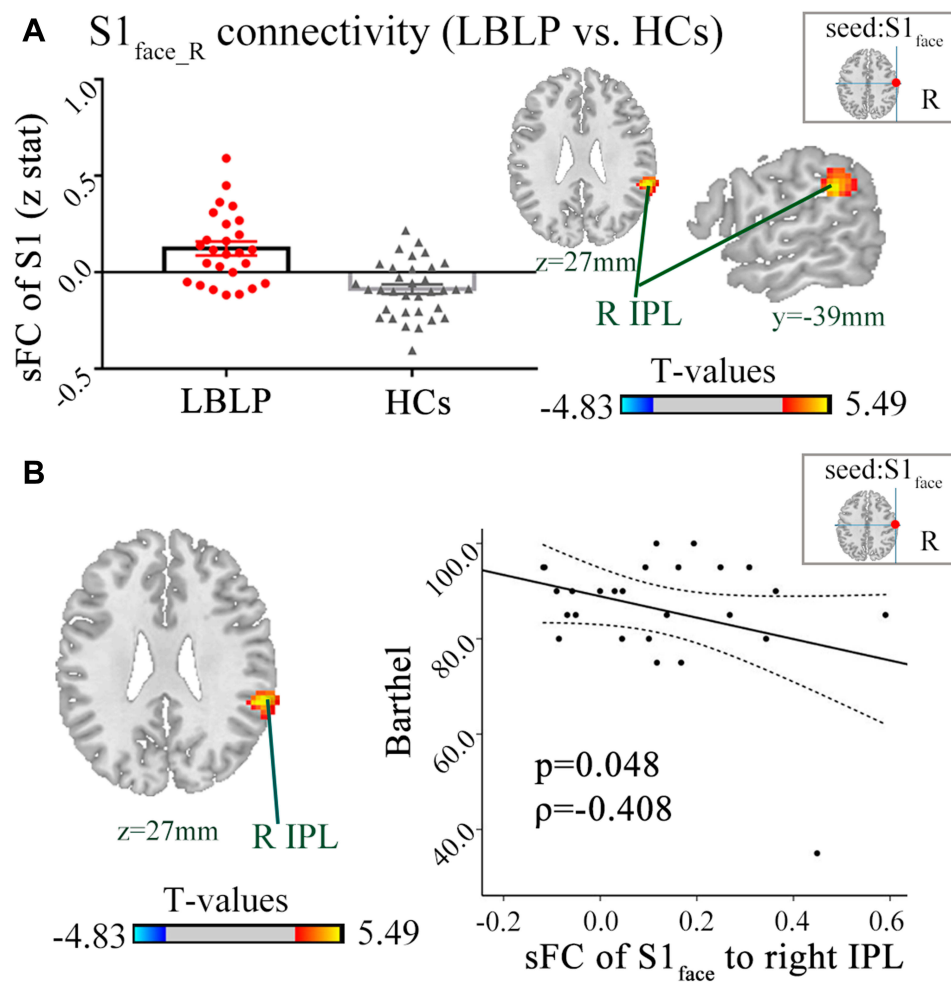 A
S1face_R connectivity (LBLP vs. HCs)
seed:S1face
R
sFC of S1 (z stat)
1.0
0.5
0.0
-0.5
LBLP
HCs
z=27mm
R IPL
y=-39mm
T-values
-4.83
5.49
B
seed:S1face
R
z=27mm
R IPL
T-values
-4.83
5.49
Barthel
100.0
80.0
60.0
40.0
p=0.048
ρ=-0.408
-0.2
0.0
0.2
0.4
0.6
sFC of S1face to right IPL